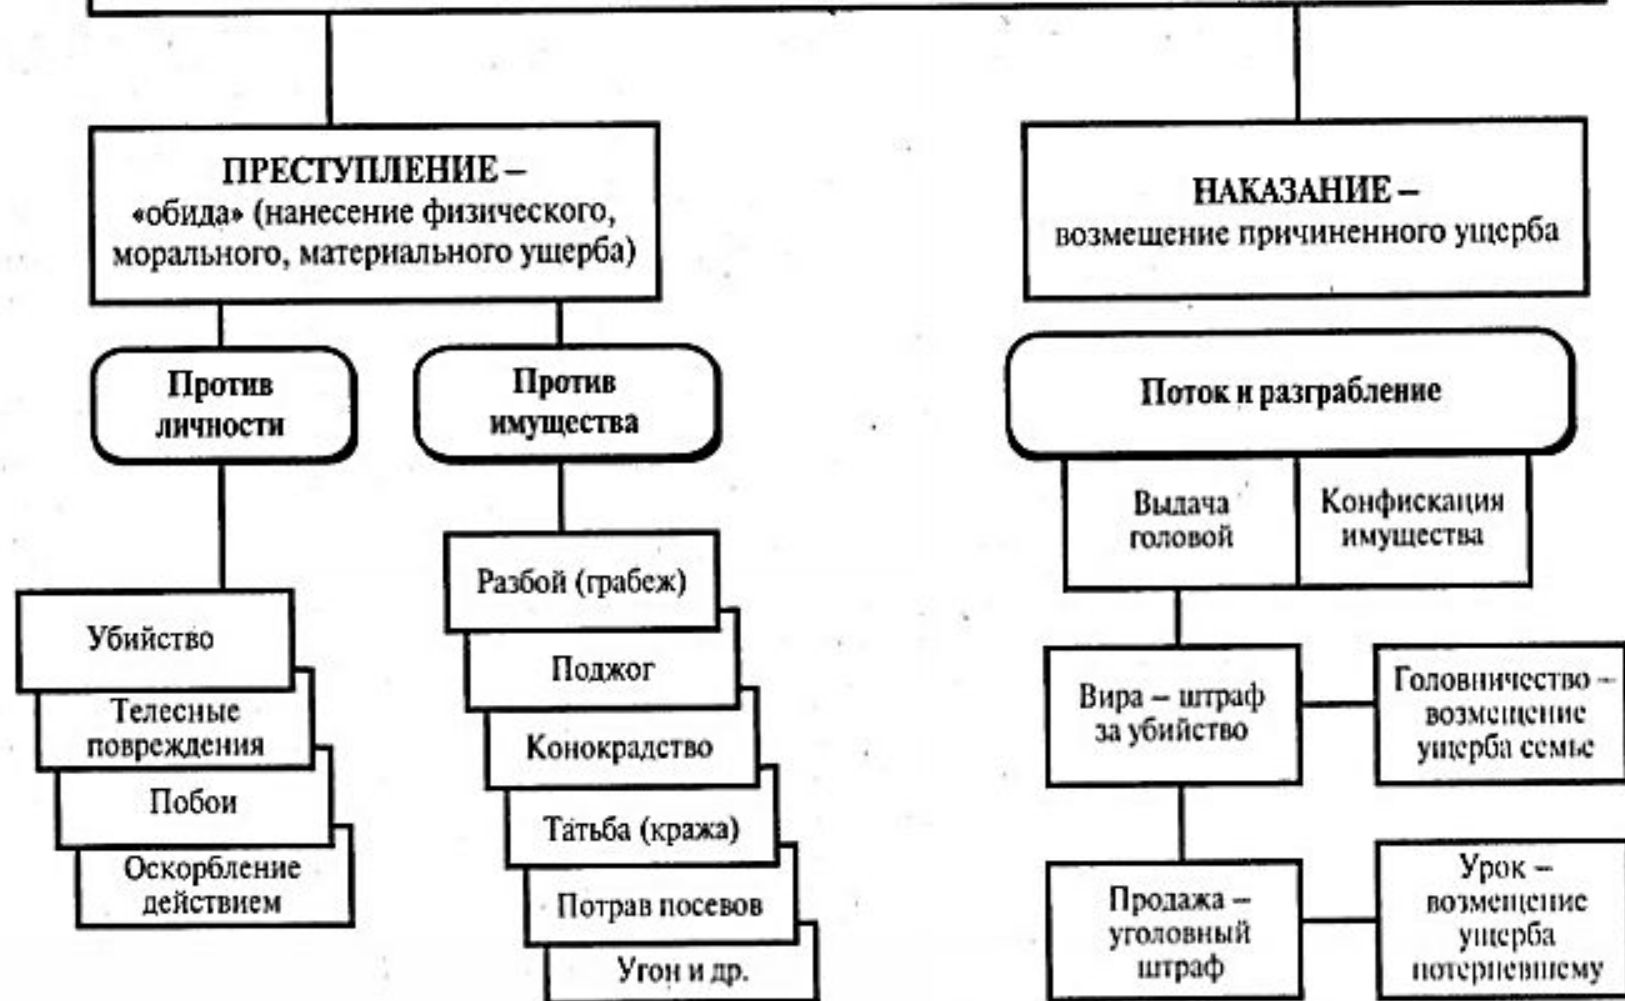 ПРЕСТУПЛЕНИЕ –
«обида» (нанесение физического,
морального, материального ущерба)
НАКАЗАНИЕ –
возмещение причиненного ущерба
Против
личности
Против
имущества
Поток и разграбление
Выдача
головой
Конфискация
имущества
Убийство
Телесные
повреждения
Побои
Оскорбление
действием
Разбой (грабеж)
Поджог
Конокрадство
Татьба (кража)
Потрав посевов
Угон и др.
Вира – штраф
за убийство
Головничество –
возмещение
ущерба семье
Продажа –
уголовный
штраф
Урок –
возмещение
ущерба
потерпевшему